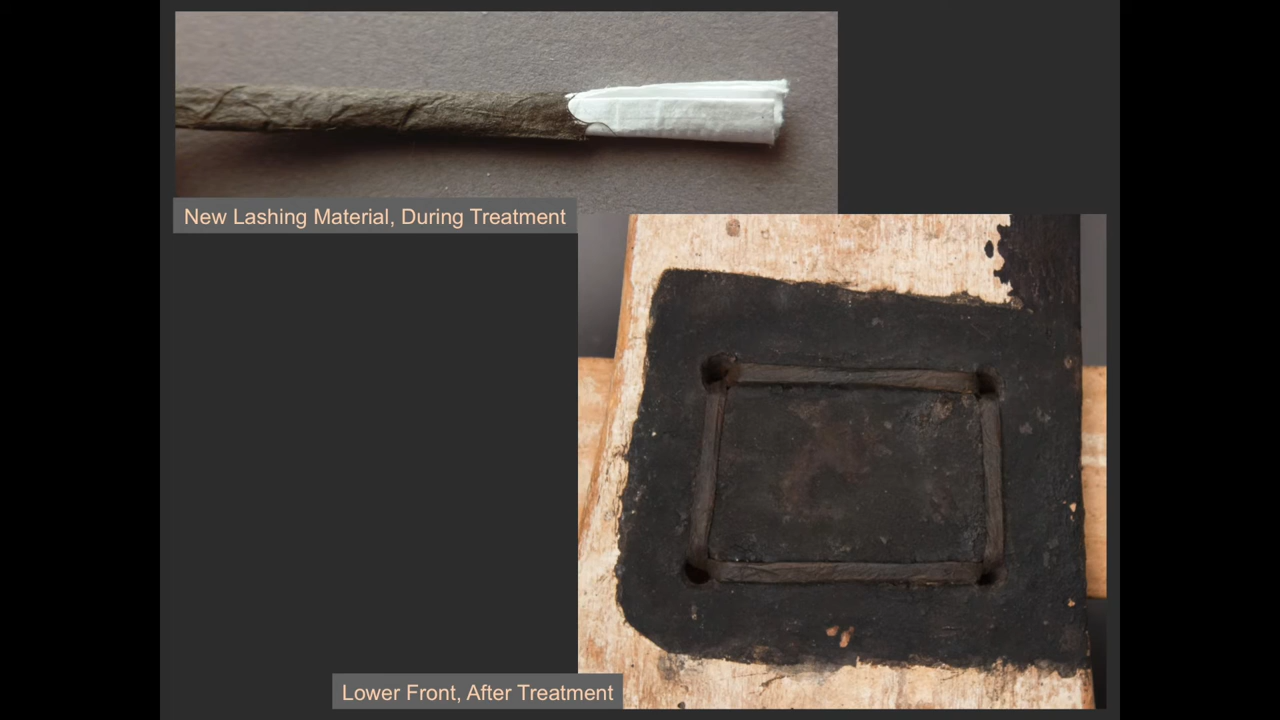 New Lashing Material, During Treatment
Lower Front, After Treatment